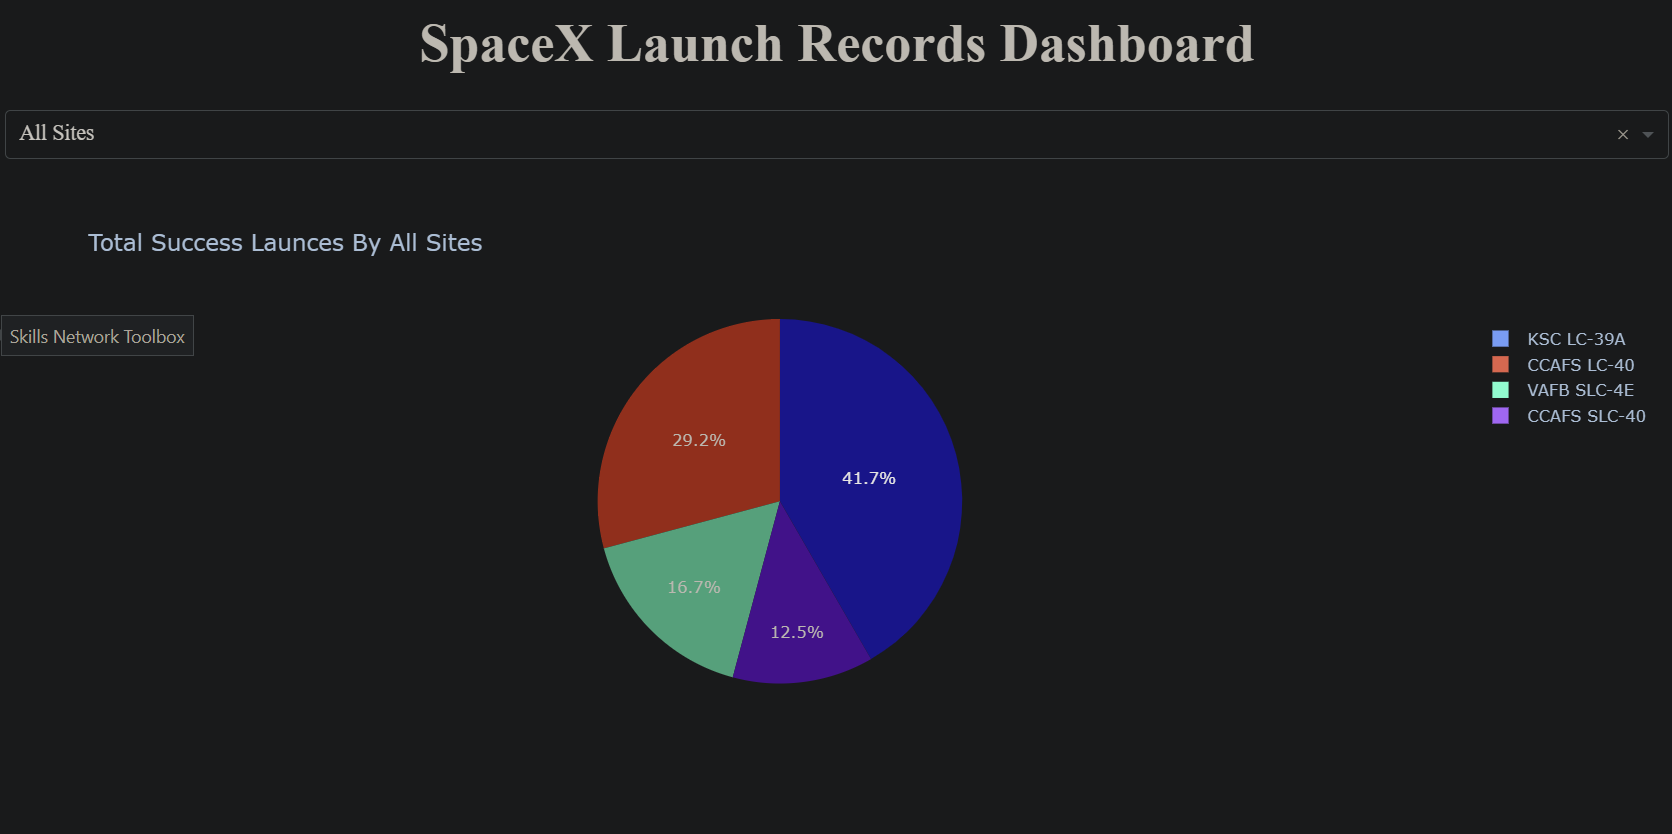 SpaceX Launch Records Dashboard
All Sites
Total Success Launces By All Sites
Skills Network Toolbox
KSC LC-39A
CCAFS LC-40
VAFB SLC-4E
CCAFS SLC-40
29.2%
41.7%
16.7%
12.5%